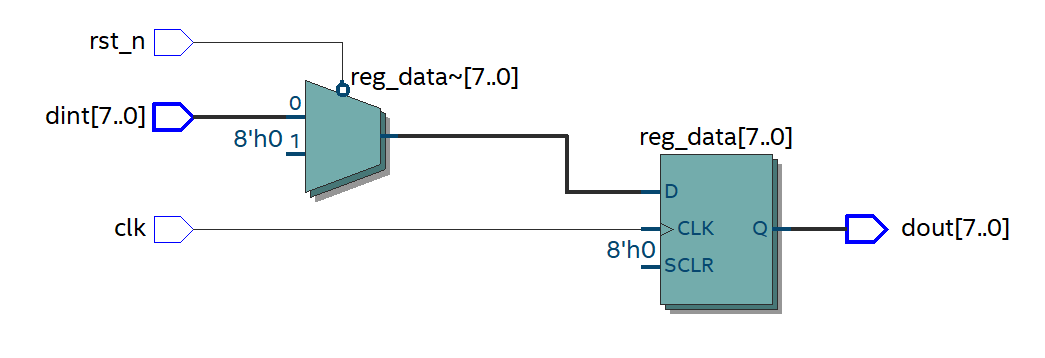 rst_n
reg_data~[7..0]
dint[7..0]
0
8'h0
1
reg_data[7..0]
D
clk
CLK
Q
dout[7..0]
8'h0
SCLR